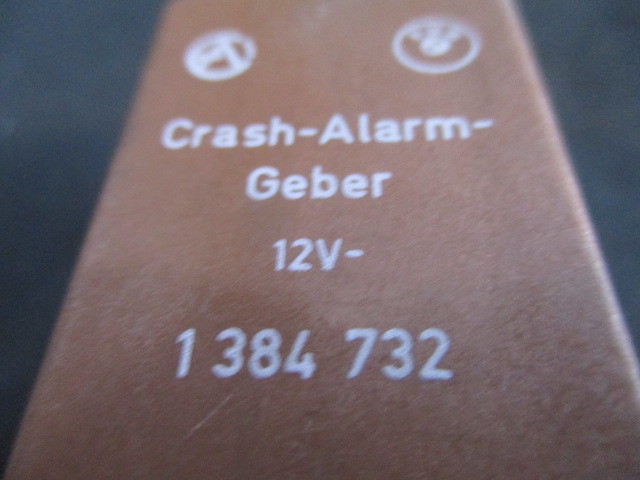 Crash-Alarm-
Geber
12V-
1 384 732